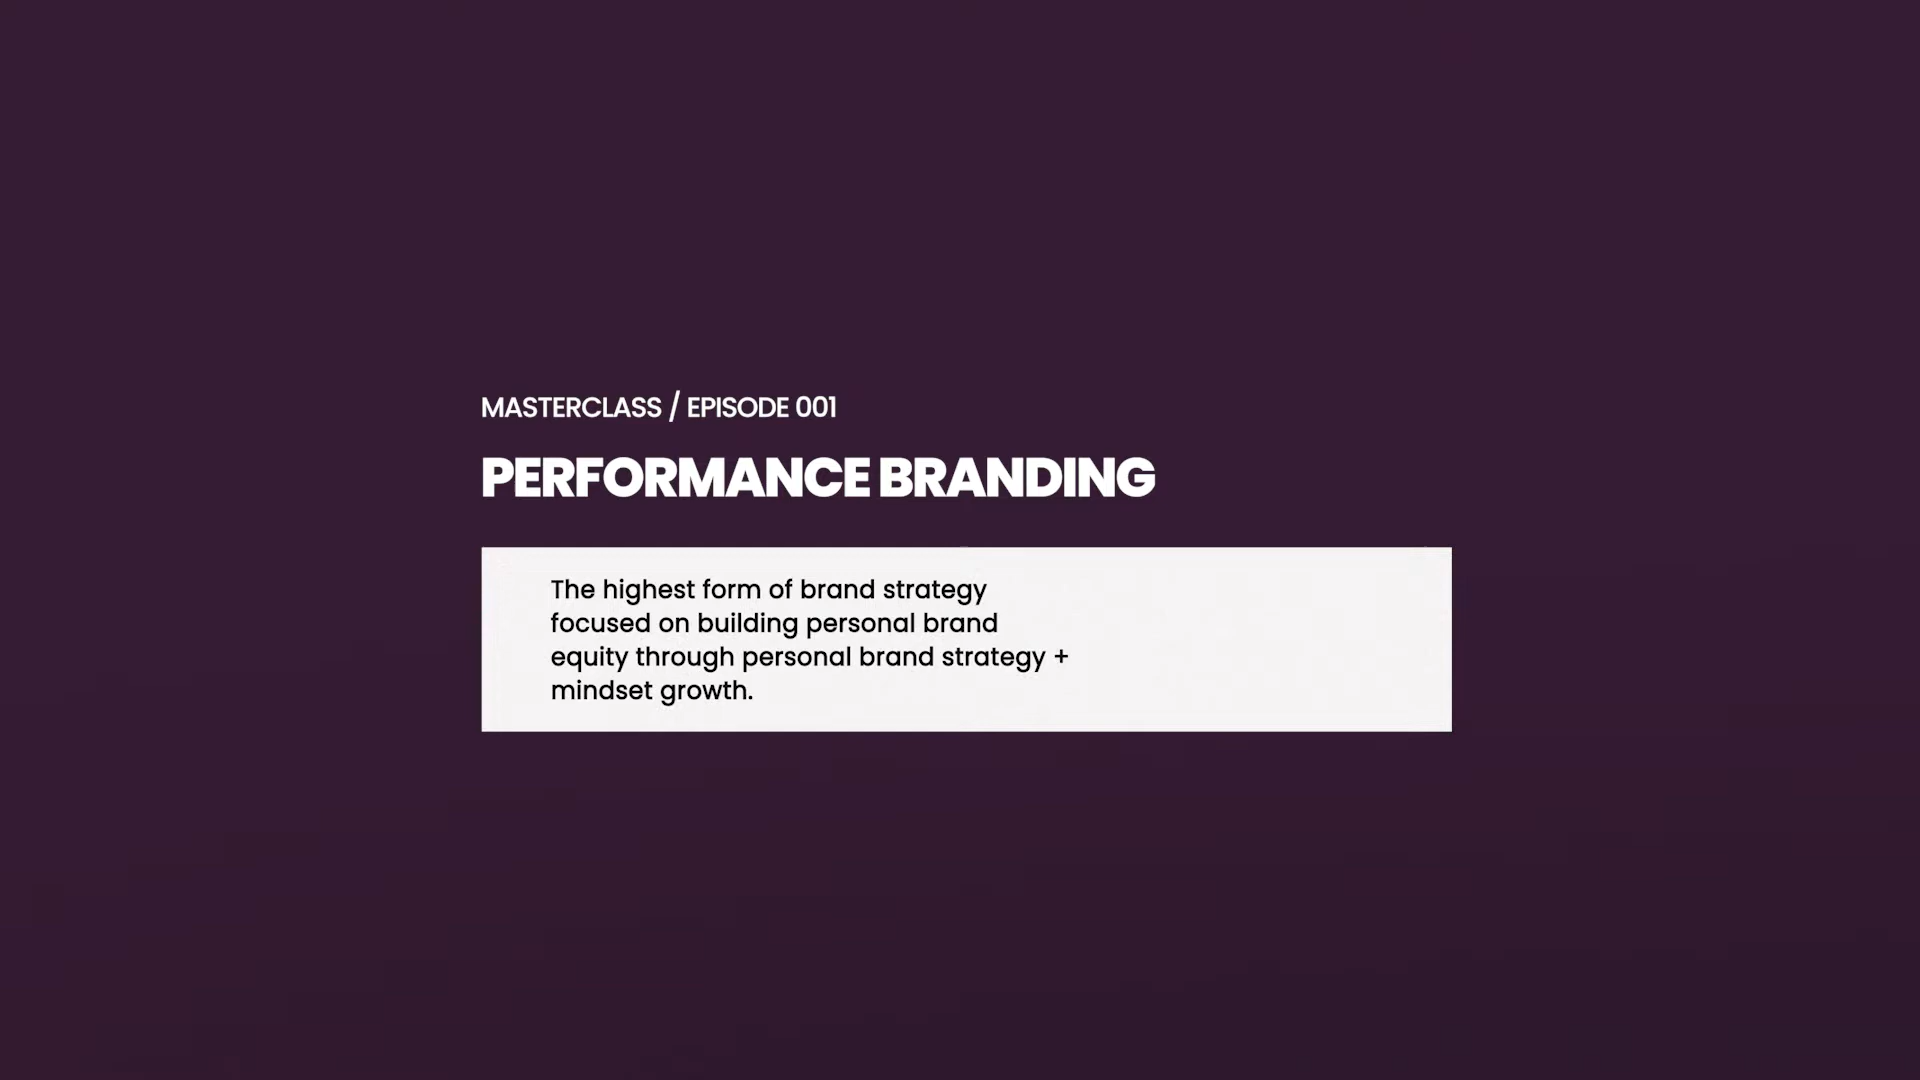 MASTERCLASS / EPISODE 001
PERFORMANCE BRANDING
The highest form of brand strategy
focused on building personal brand
equity through personal brand strategy +
mindset growth.